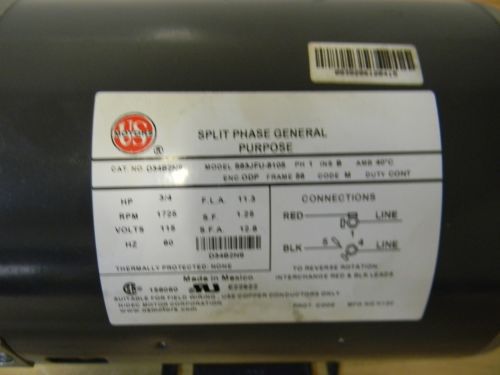 US
MOTORS
SPLIT PHASE GENERAL
PURPOSE
CAT. NO. D34B2N9 MODEL PH 1 INS B AMB 40°C
ENC ODP FRAME 56 CODE M DUTY CONT
HP 3/4 F.L.A. 11.3
RPM 1725 S.F. 1.25
VOLTS 115 S.F.A. 12.8
HZ 60
D34B2N9
THERMALLY PROTECTED: NONE
CONNECTIONS
RED LINE
1
BLK 5 4 LINE
TO REVERSE ROTATION,
INTERCHANGE RED & BLK LEADS
Made in Mexico
SUITABLE FOR FIELD WIRING, USE COPPER CONDUCTORS ONLY
NIDEC MOTOR CORPORATION
www.usmotors.com